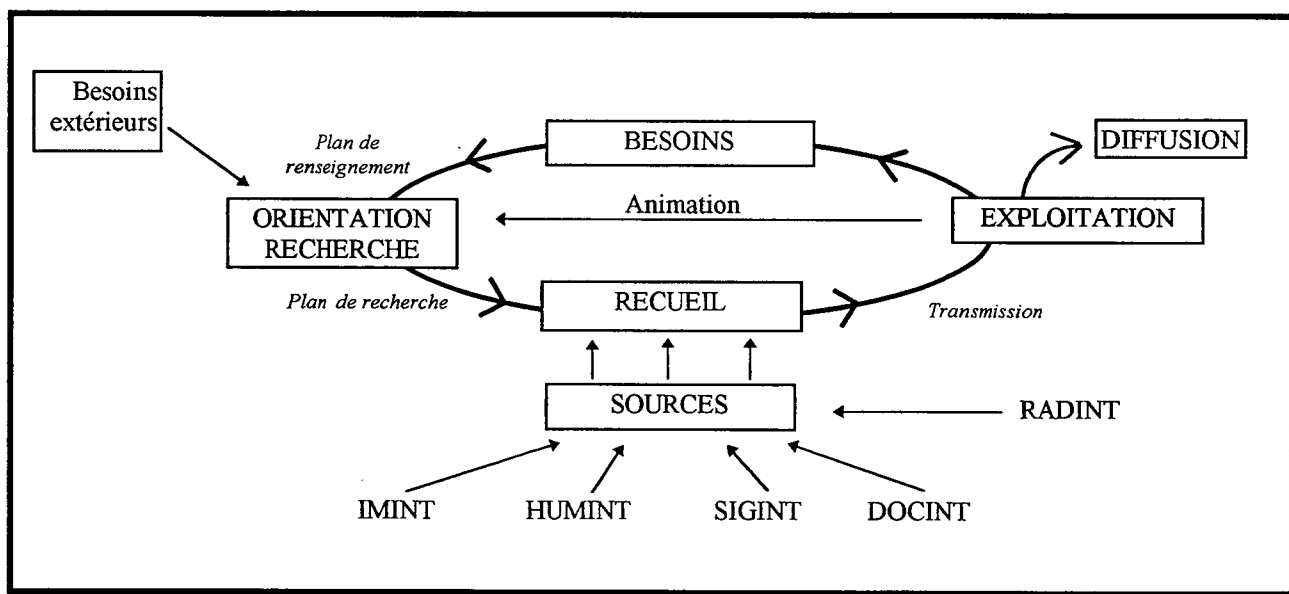 Besoins
extérieurs
Plan de
renseignement
BESOINS
DIFFUSION
ORIENTATION
RECHERCHE
Animation
EXPLOITATION
Plan de recherche
RECUEIL
Transmission
SOURCES
RADINT
IMINT
HUMINT
SIGINT
DOCINT